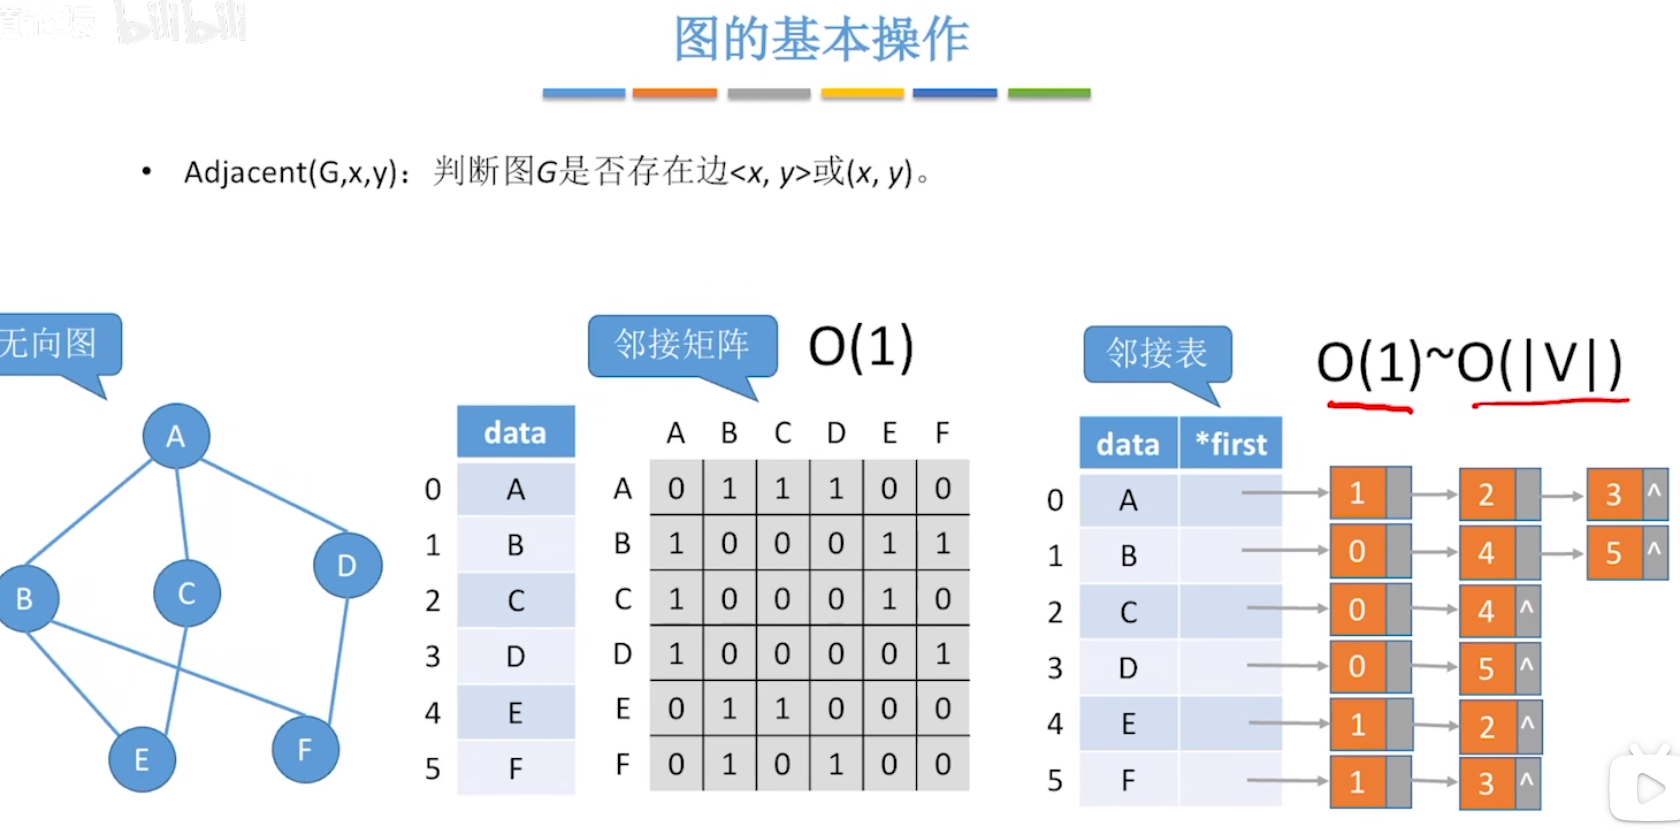 bilibili
图的基本操作
• Adjacent(G,x,y)：判断图G是否存在边<x, y>或(x, y)。
无向图
邻接矩阵
O(1)
邻接表
O(1)~O(|V|)
A
B
C
D
E
F
data
0 A
1 B
2 C
3 D
4 E
5 F
A B C D E F
A 0 1 1 1 0 0
B 1 0 0 0 1 1
C 1 0 0 0 1 0
D 1 0 0 0 0 1
E 0 1 1 0 0 0
F 0 1 0 1 0 0
data *first
0 A 1 2 3 ^
1 B 0 4 5 ^
2 C 0 4 ^
3 D 0 5 ^
4 E 1 2 ^
5 F 1 3 ^